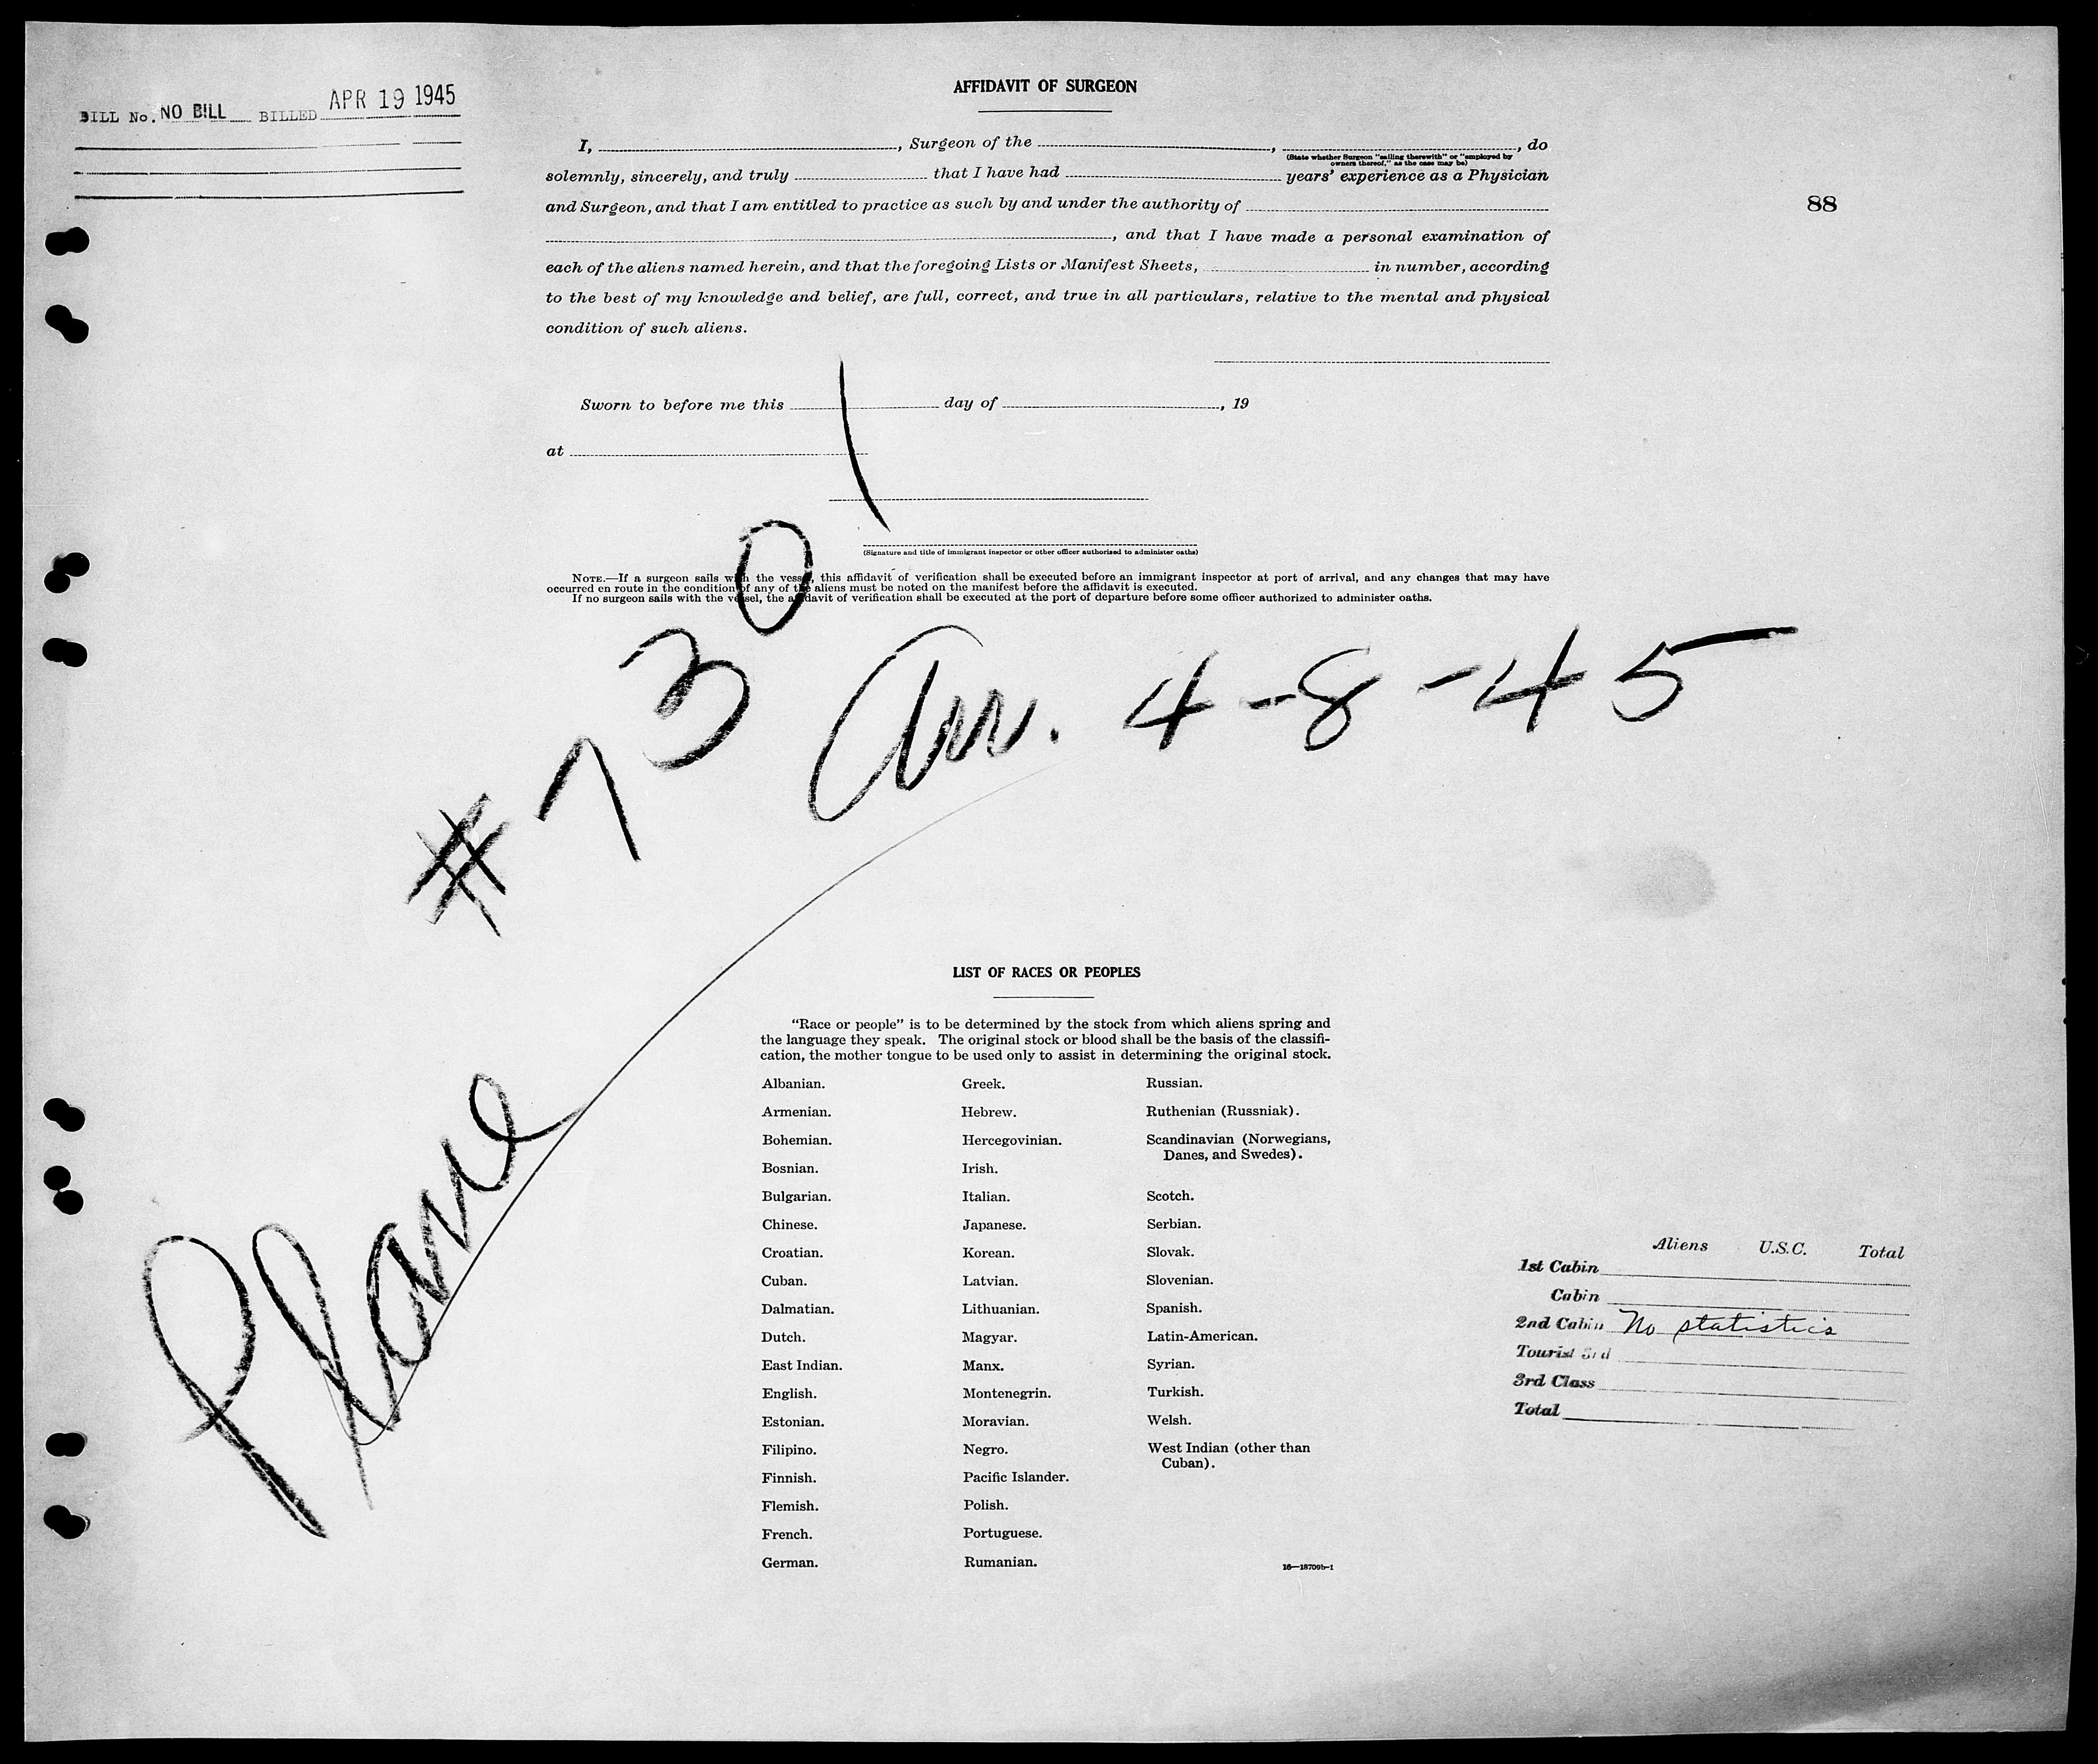 BILL No. NO BILL BILLED APR 19 1945
AFFIDAVIT OF SURGEON
I, , Surgeon of the , , do
(State whether Surgeon "sailing therewith" or "employed by
owners thereof," as the case may be)
solemnly, sincerely, and truly that I have had years' experience as a Physician
and Surgeon, and that I am entitled to practice as such by and under the authority of
88
, and that I have made a personal examination of
each of the aliens named herein, and that the foregoing Lists or Manifest Sheets, in number, according
to the best of my knowledge and belief, are full, correct, and true in all particulars, relative to the mental and physical
condition of such aliens.
Sworn to before me this day of , 19
at
(Signature and title of immigrant inspector or other officer authorized to administer oaths)
NOTE.—If a surgeon sails with the vessel, this affidavit of verification shall be executed before an immigrant inspector at port of arrival, and any changes that may have
occurred en route in the condition of any of the aliens must be noted on the manifest before the affidavit is executed.
If no surgeon sails with the vessel, the affidavit of verification shall be executed at the port of departure before some officer authorized to administer oaths.
Plane #7301
Arr. 4-8-45
LIST OF RACES OR PEOPLES
"Race or people" is to be determined by the stock from which aliens spring and
the language they speak. The original stock or blood shall be the basis of the classifi-
cation, the mother tongue to be used only to assist in determining the original stock.
Albanian.
Armenian.
Bohemian.
Bosnian.
Bulgarian.
Chinese.
Croatian.
Cuban.
Dalmatian.
Dutch.
East Indian.
English.
Estonian.
Filipino.
Finnish.
Flemish.
French.
German.
Greek.
Hebrew.
Hercegovinian.
Irish.
Italian.
Japanese.
Korean.
Latvian.
Lithuanian.
Magyar.
Manx.
Montenegrin.
Moravian.
Negro.
Pacific Islander.
Polish.
Portuguese.
Rumanian.
Russian.
Ruthenian (Russniak).
Scandinavian (Norwegians,
Danes, and Swedes).
Scotch.
Serbian.
Slovak.
Slovenian.
Spanish.
Latin-American.
Syrian.
Turkish.
Welsh.
West Indian (other than
Cuban).
16—18709b-1
Aliens U.S.C. Total
1st Cabin
Cabin
2nd Cabin No statistics
Tourist 3rd
3rd Class
Total